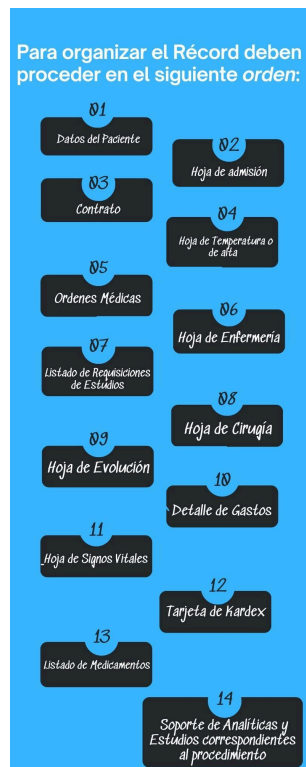 Para organizar el Récord deben
proceder en el siguiente orden:
01
Datos del Paciente
02
Hoja de admisión
03
Contrato
04
Hoja de Temperatura o
de alta
05
Ordenes Médicas
06
Hoja de Enfermería
07
Listado de Requisiciones
de Estudios
08
Hoja de Cirugía
09
Hoja de Evolución
10
Detalle de Gastos
11
Hoja de Signos Vitales
12
Tarjeta de Kardex
13
Listado de Medicamentos
14
Soporte de Analíticas y
Estudios correspondientes
al procedimiento